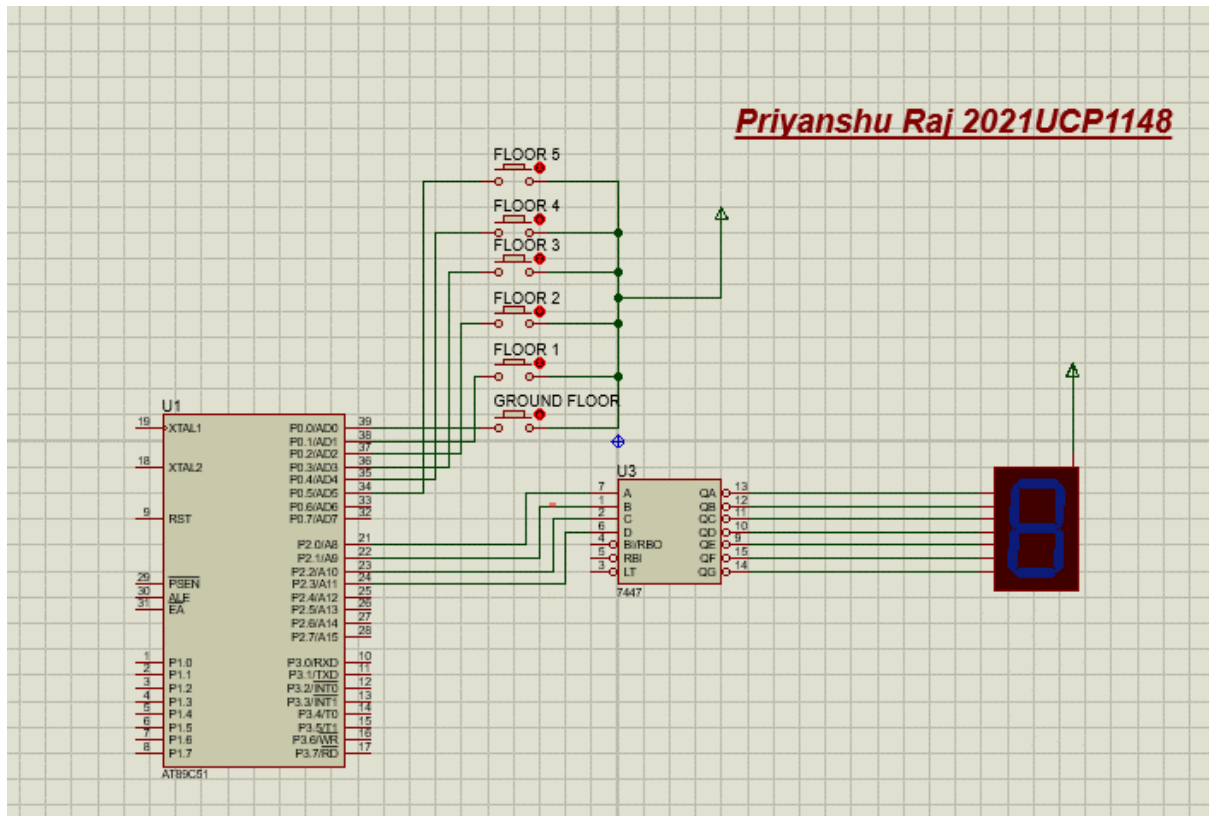 Priyanshu Raj 2021UCP1148
FLOOR 5
FLOOR 4
FLOOR 3
FLOOR 2
FLOOR 1
GROUND FLOOR
U1
19 XTAL1
18 XTAL2
9 RST
29 PSEN
30 ALE
31 EA
1 P1.0
2 P1.1
3 P1.2
4 P1.3
5 P1.4
6 P1.5
7 P1.6
8 P1.7
P0.0/AD0 39
P0.1/AD1 38
P0.2/AD2 37
P0.3/AD3 36
P0.4/AD4 35
P0.5/AD5 34
P0.6/AD6 33
P0.7/AD7 32
P2.0/A8 21
P2.1/A9 22
P2.2/A10 23
P2.3/A11 24
P2.4/A12 25
P2.5/A13 26
P2.6/A14 27
P2.7/A15 28
P3.0/RXD 10
P3.1/TXD 11
P3.2/INT0 12
P3.3/INT1 13
P3.4/T0 14
P3.5/T1 15
P3.6/WR 16
P3.7/RD 17
AT89C51
U3
7 A QA 13
1 B QB 12
2 C QC 11
6 D QD 10
4 BI/RBO QE 9
5 RBI QF 15
3 LT QG 14
7447